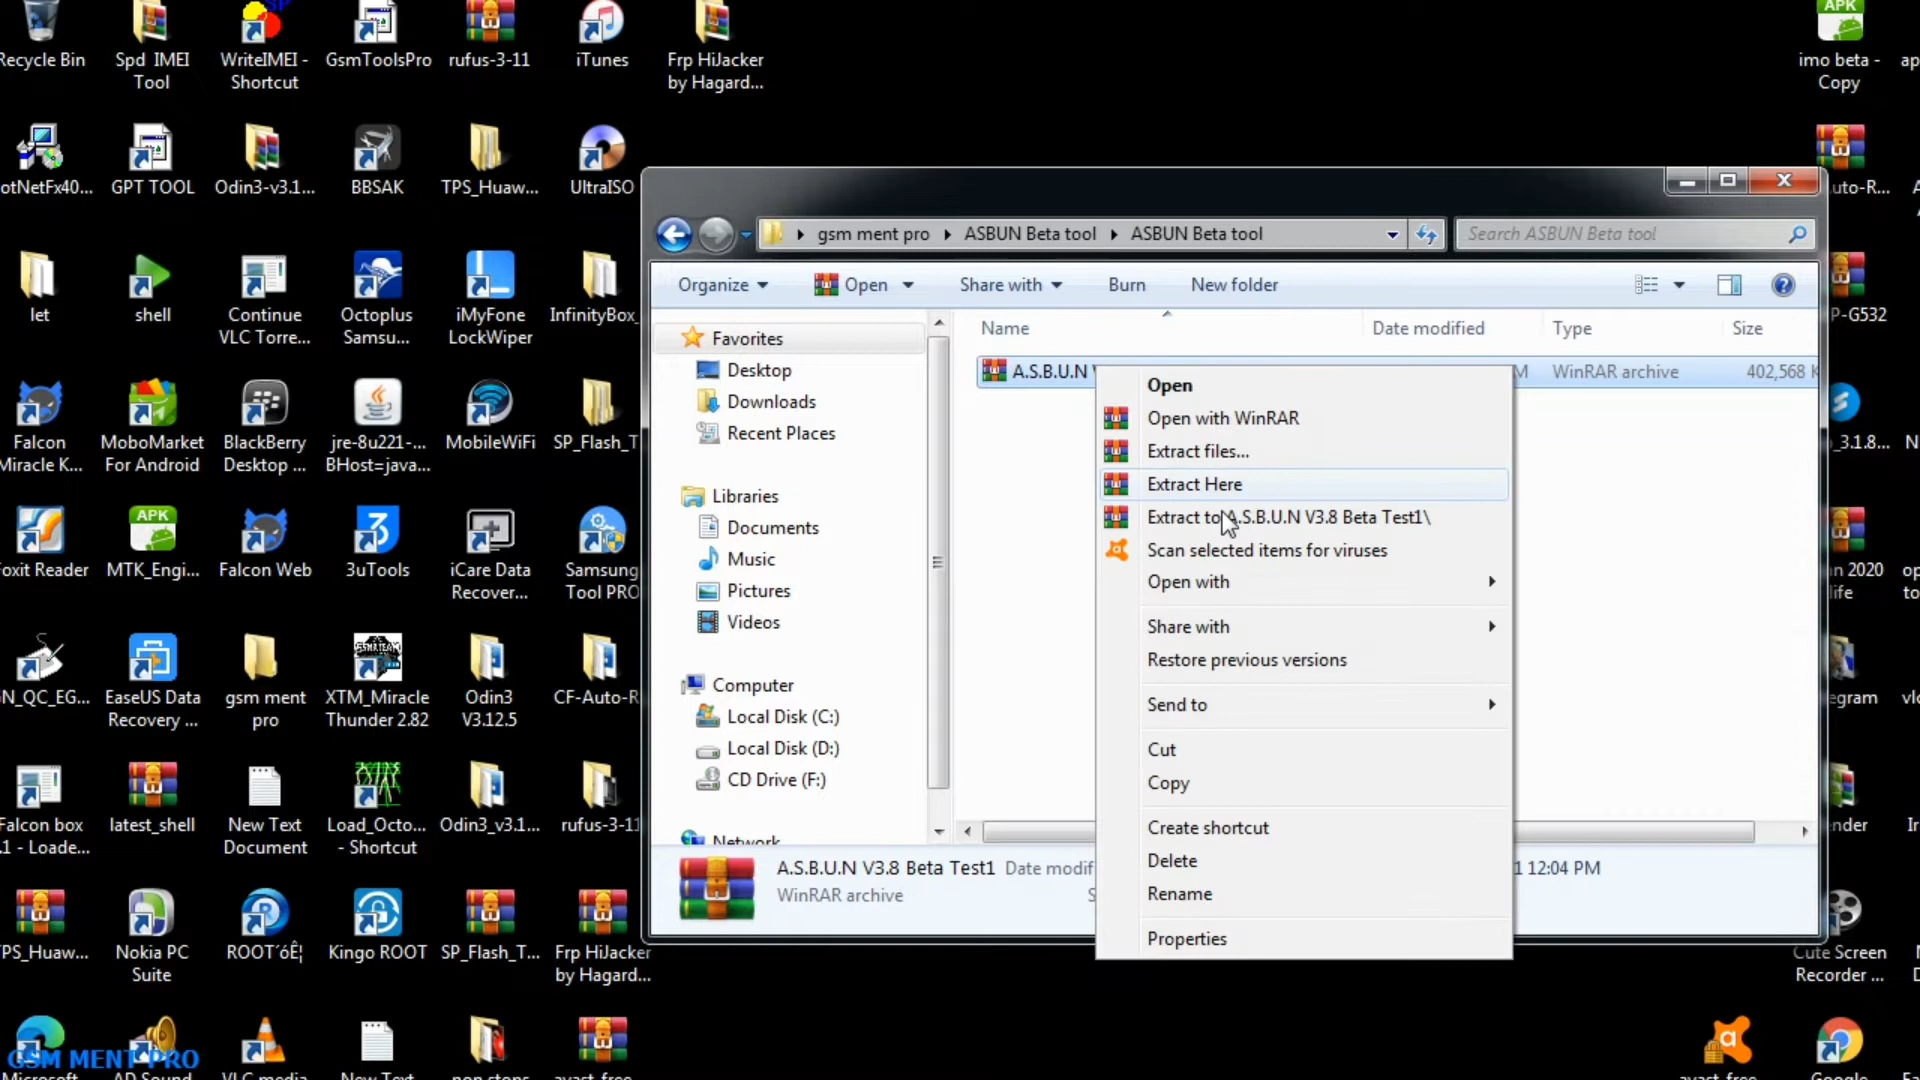 Recycle Bin
Spd IMEI
Tool
WriteIMEI -
Shortcut
GsmToolsPro
rufus-3-11
iTunes
Frp HiJacker
by Hagard...
imo beta -
Copy
APK
otNetFx40...
GPT TOOL
Odin3-v3.1...
BBSAK
TPS_Huaw...
UltraISO
uto-R...
let
shell
Continue
VLC Torre...
Octoplus
Samsu...
iMyFone
LockWiper
InfinityBox_
P-G532
Falcon
Miracle K...
MoboMarket
For Android
BlackBerry
Desktop ...
jre-8u221-...
BHost=java...
MobileWiFi
SP_Flash_T
_3.1.8...
oxit Reader
APK
MTK_Engi...
Falcon Web
3uTools
iCare Data
Recover...
Samsung
Tool PRO
n 2020
life
N_QC_EG...
EaseUS Data
Recovery ...
gsm ment
pro
XTM_Miracle
Thunder 2.82
Odin3
V3.12.5
CF-Auto-R
egram
Falcon box
.1 - Loade...
latest_shell
New Text
Document
Load_Octo...
- Shortcut
Odin3_v3.1...
rufus-3-11
nder
TPS_Huaw...
Nokia PC
Suite
ROOT´óÊ¦
Kingo ROOT
SP_Flash_T...
Frp HiJacker
by Hagard...
Cute Screen
Recorder ...
GSM MENT PRO
Microsoft
AD Sound
VLC media
New Text
non stops
avast-free
avast-free
Google
gsm ment pro
ASBUN Beta tool
ASBUN Beta tool
Search ASBUN Beta tool
Organize
Open
Share with
Burn
New folder
Favorites
Desktop
Downloads
Recent Places
Libraries
Documents
Music
Pictures
Videos
Computer
Local Disk (C:)
Local Disk (D:)
CD Drive (F:)
Network
Name
Date modified
Type
Size
A.S.B.U.N
M
WinRAR archive
402,568 K
Open
Open with WinRAR
Extract files...
Extract Here
Extract to A.S.B.U.N V3.8 Beta Test1\
Scan selected items for viruses
Open with
Share with
Restore previous versions
Send to
Cut
Copy
Create shortcut
Delete
Rename
Properties
A.S.B.U.N V3.8 Beta Test1 Date modif
1 12:04 PM
WinRAR archive
S